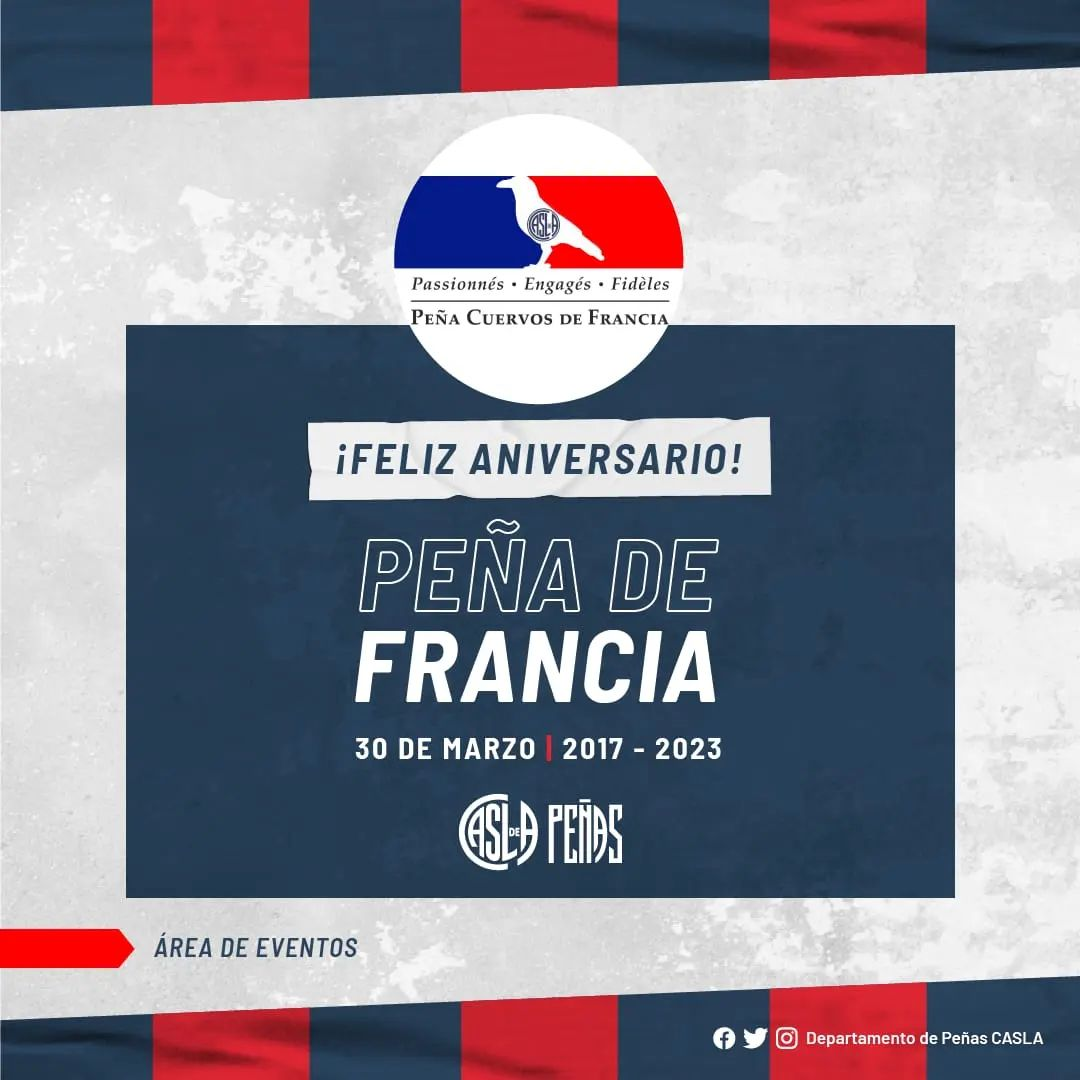 CASLA
Passionnés • Engagés • Fidèles
PEÑA CUERVOS DE FRANCIA
¡FELIZ ANIVERSARIO!
PEÑA DE
FRANCIA
30 DE MARZO | 2017 - 2023
CASLDEA PEÑAS
ÁREA DE EVENTOS
Departamento de Peñas CASLA